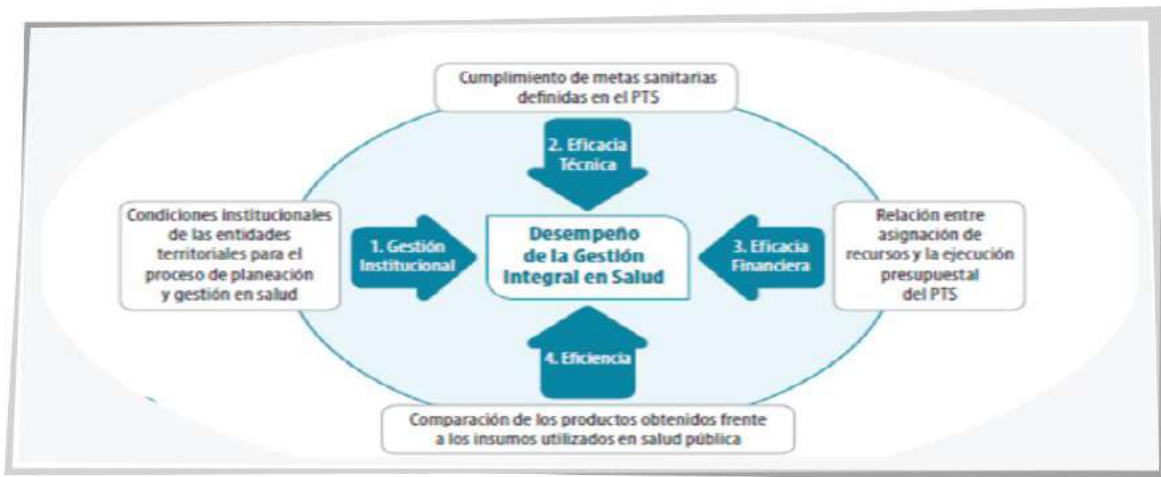 Cumplimiento de metas sanitarias
definidas en el PTS
2. Eficacia
Técnica
Condiciones institucionales
de las entidades
territoriales para el
proceso de planeación
y gestión en salud
1. Gestión
Institucional
Desempeño
de la Gestión
Integral en Salud
3. Eficacia
Financiera
Relación entre
asignación de
recursos y la ejecución
presupuestal
del PTS
4. Eficiencia
Comparación de los productos obtenidos frente
a los insumos utilizados en salud pública